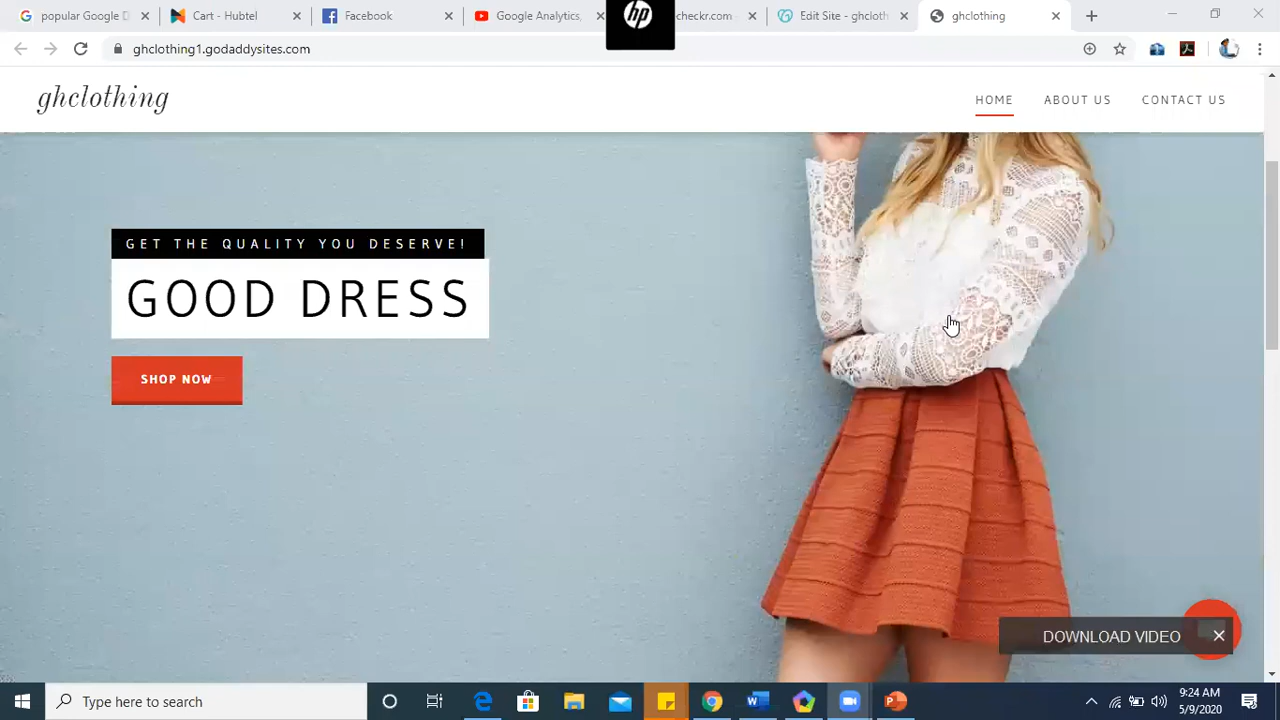 popular D
Cart - Hubtel
Facebook
Google Analytics,
hp
checkr.com
Edit Site - ghcloth
ghclothing
ghclothing1.godaddysites.com
ghclothing
HOME
ABOUT US
CONTACT US
GET THE QUALITY YOU DESERVE!
GOOD DRESS
SHOP NOW
DOWNLOAD VIDEO
Type here to search
9:24 AM
5/9/2020